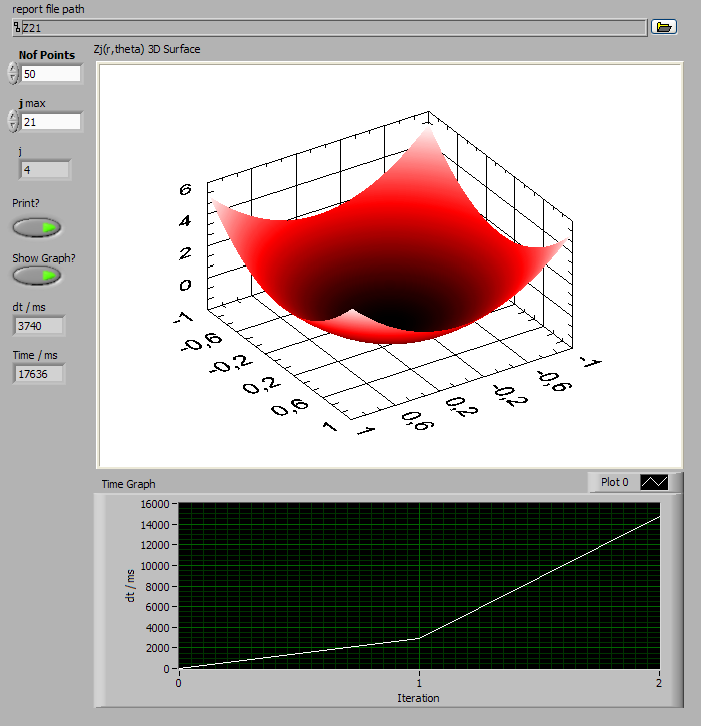 report file path
Z21
Nof Points
50
j max
21
j
4
Print?
Show Graph?
dt / ms
3740
Time / ms
17636
Zj(r,theta) 3D Surface
6
4
2
0
-1
-0,6
-0,2
0,2
0,6
1
1
0,6
0,2
-0,2
-0,6
-1
Time Graph
Plot 0
16000
14000
12000
10000
8000
6000
4000
2000
0
dt / ms
0
1
2
Iteration